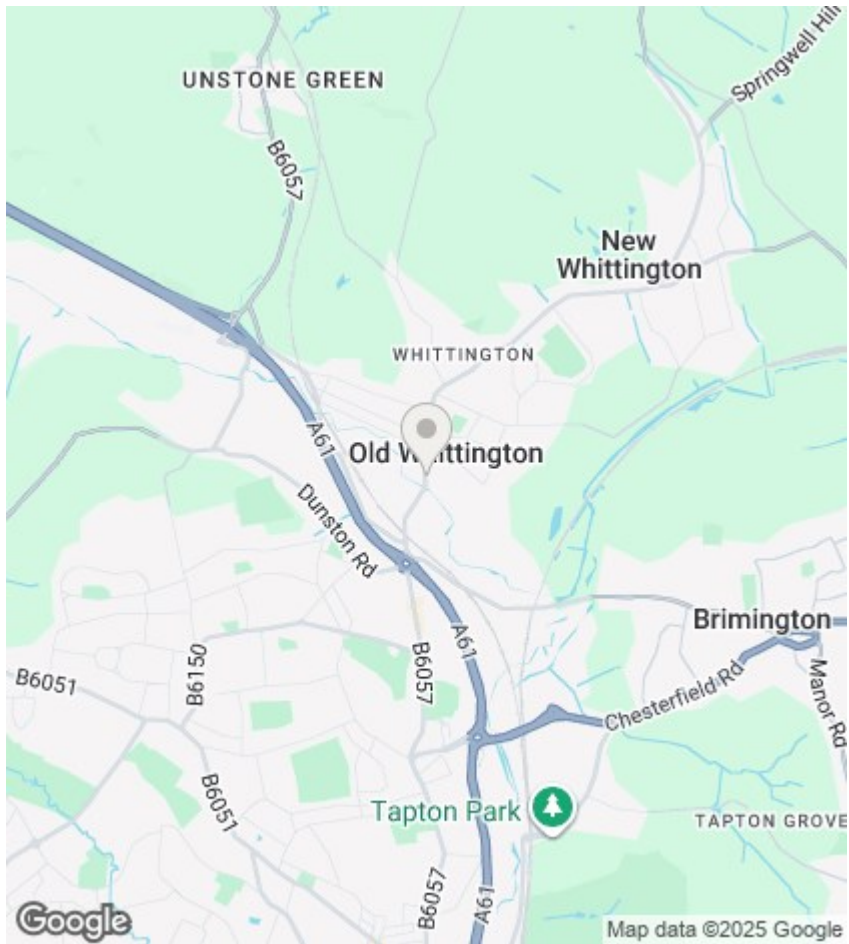 Springwell Hill
UNSTONE GREEN
B6057
New
Whittington
WHITTINGTON
A61
Old Whittington
Dunston Rd
Brimington
B6057
A61
B6150
B6051
Chesterfield Rd
Manor Rd
B6051
Tapton Park
TAPTON GROVE
B6057
A61
Google
Map data ©2025 Google